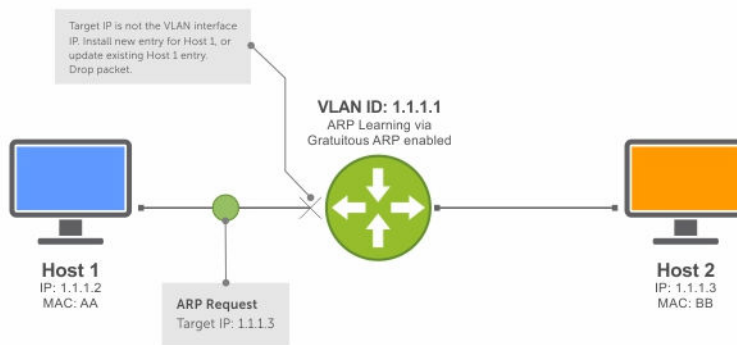 Target IP is not the VLAN interface
IP. Install new entry for Host 1, or
update existing Host 1 entry.
Drop packet.
VLAN ID: 1.1.1.1
ARP Learning via
Gratuitous ARP enabled
Host 1
IP: 1.1.1.2
MAC: AA
ARP Request
Target IP: 1.1.1.3
Host 2
IP: 1.1.1.3
MAC: BB